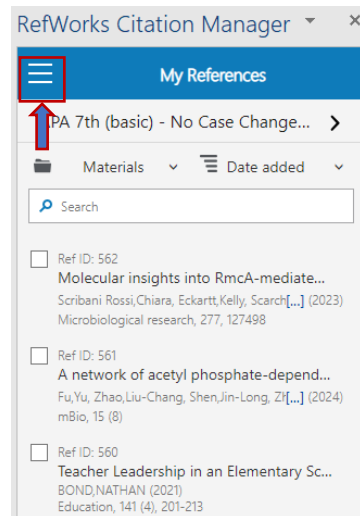 RefWorks Citation Manager
My References
PA 7th (basic) - No Case Change...
Materials Date added
Search
Ref ID: 562
Molecular insights into RmcA-mediate...
Scribani Rossi,Chiara, Eckartt,Kelly, Scarch[...] (2023)
Microbiological research, 277, 127498
Ref ID: 561
A network of acetyl phosphate-depend...
Fu,Yu, Zhao,Liu-Chang, Shen,Jin-Long, Zh[...] (2024)
mBio, 15 (8)
Ref ID: 560
Teacher Leadership in an Elementary Sc...
BOND,NATHAN (2021)
Education, 141 (4), 201-213